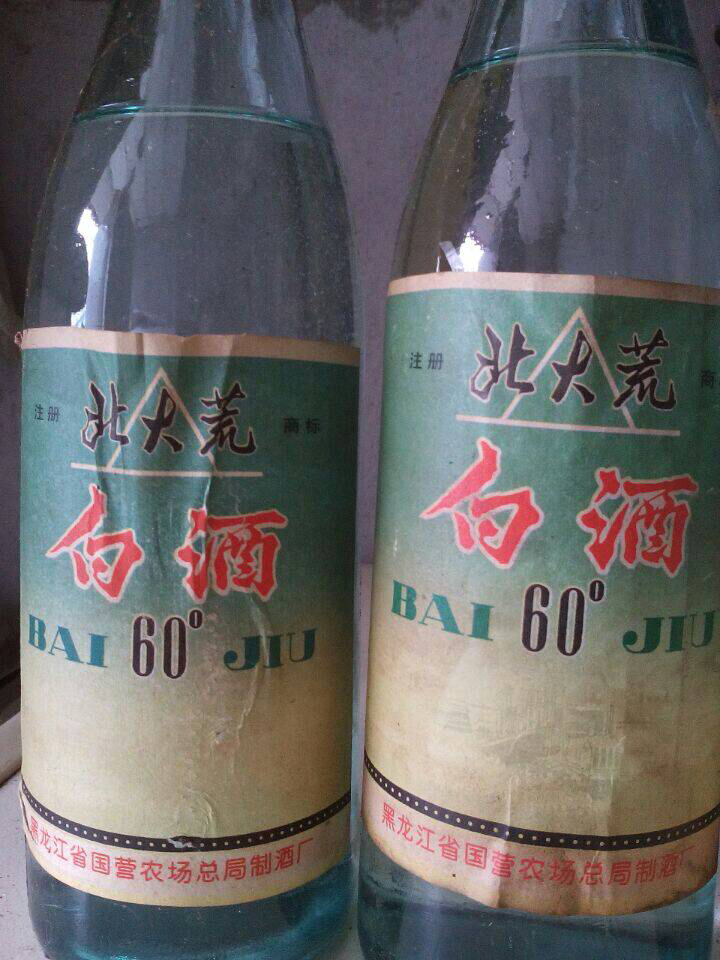 注册 北大荒 商标
白酒
BAI 60° JIU
黑龙江省国营农场总局制酒厂
注册 北大荒 商
白酒
BAI 60° JIU
黑龙江省国营农场总局制酒厂